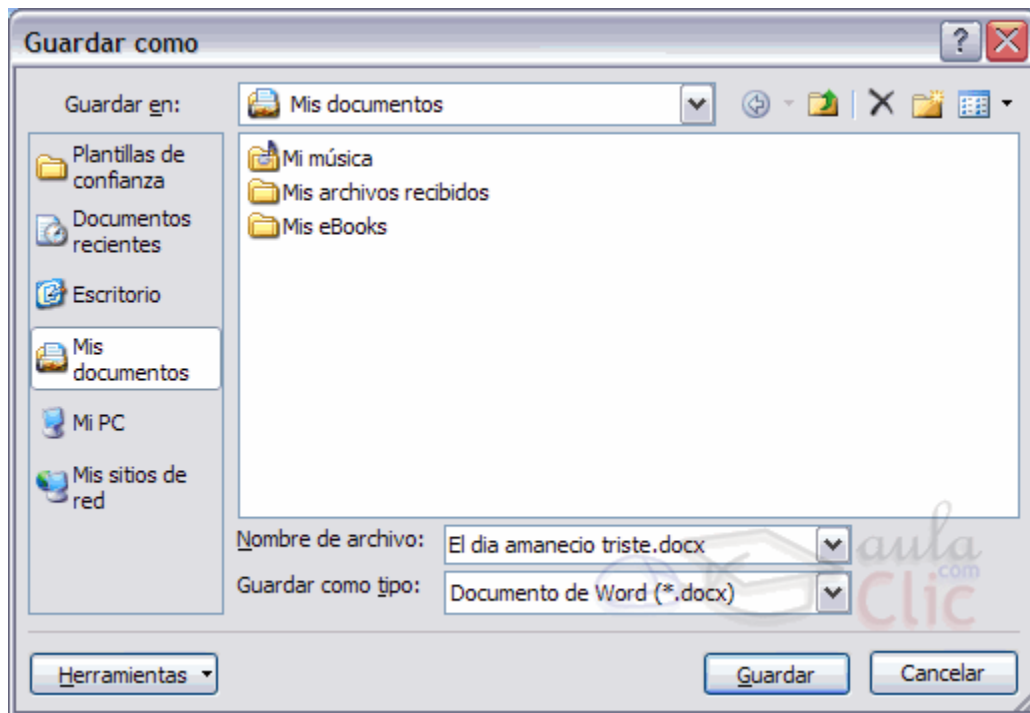 Guardar como
Guardar en:
Mis documentos
Plantillas de
confianza
Documentos
recientes
Escritorio
Mis
documentos
Mi PC
Mis sitios de
red
Mi música
Mis archivos recibidos
Mis eBooks
Nombre de archivo:
El dia amanecio triste.docx
Guardar como tipo:
Documento de Word (*.docx)
aula
.com
Clic
Herramientas
Guardar
Cancelar